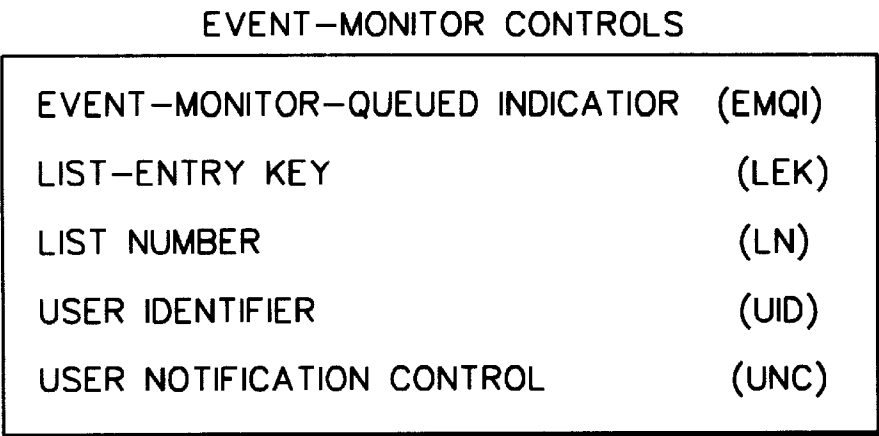 EVENT-MONITOR CONTROLS
EVENT-MONITOR-QUEUED INDICATIOR (EMQI)
LIST-ENTRY KEY (LEK)
LIST NUMBER (LN)
USER IDENTIFIER (UID)
USER NOTIFICATION CONTROL (UNC)